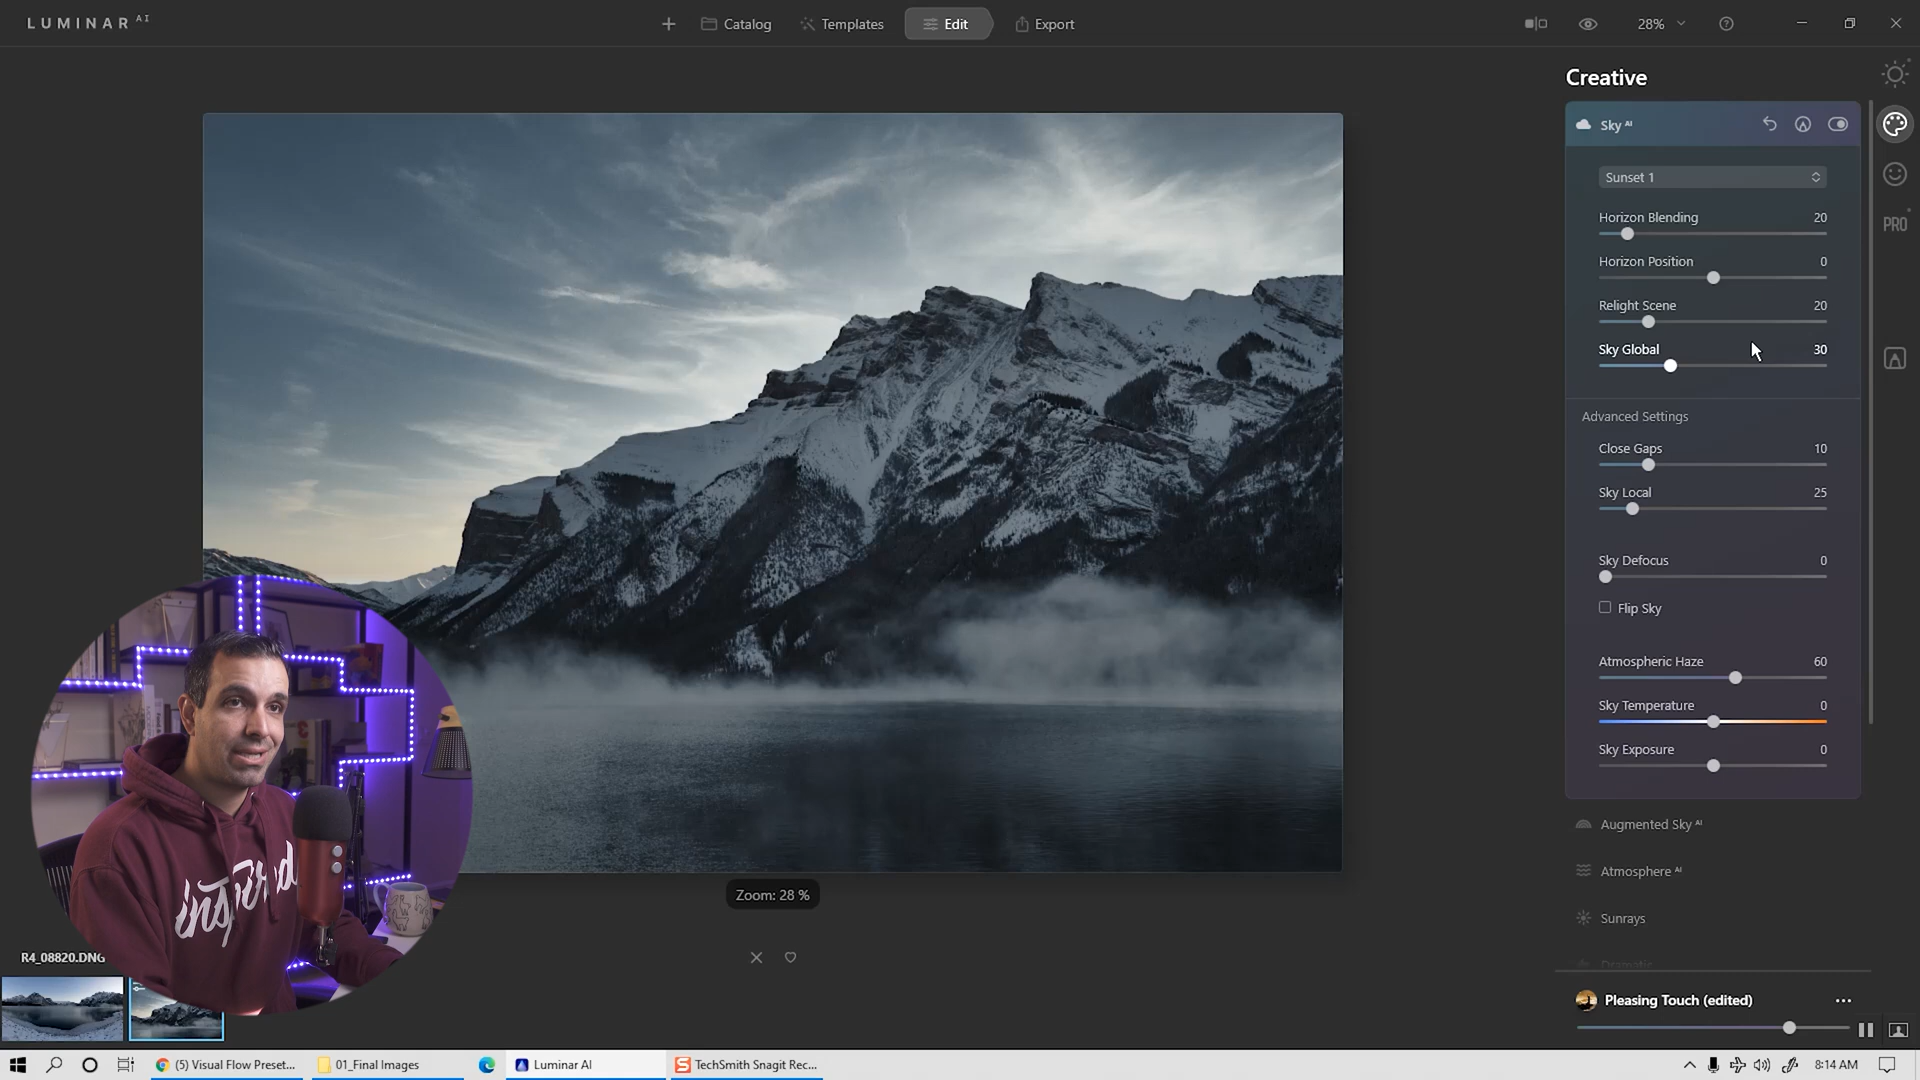 LUMINAR AI
Catalog
Templates
Edit
Export
28%
Creative
PRO
Sky AI
Sunset 1
Horizon Blending 20
Horizon Position 0
Relight Scene 20
Sky Global 30
Advanced Settings
Close Gaps 10
Sky Local 25
Sky Defocus 0
Flip Sky
Atmospheric Haze 60
Sky Temperature 0
Sky Exposure 0
Augmented Sky AI
Atmosphere AI
Sunrays
Dramatic
Zoom: 28 %
inspired
R4_08820.DNG
Pleasing Touch (edited)
(5) Visual Flow Preset...
01_Final Images
Luminar AI
TechSmith Snagit Rec...
8:14 AM